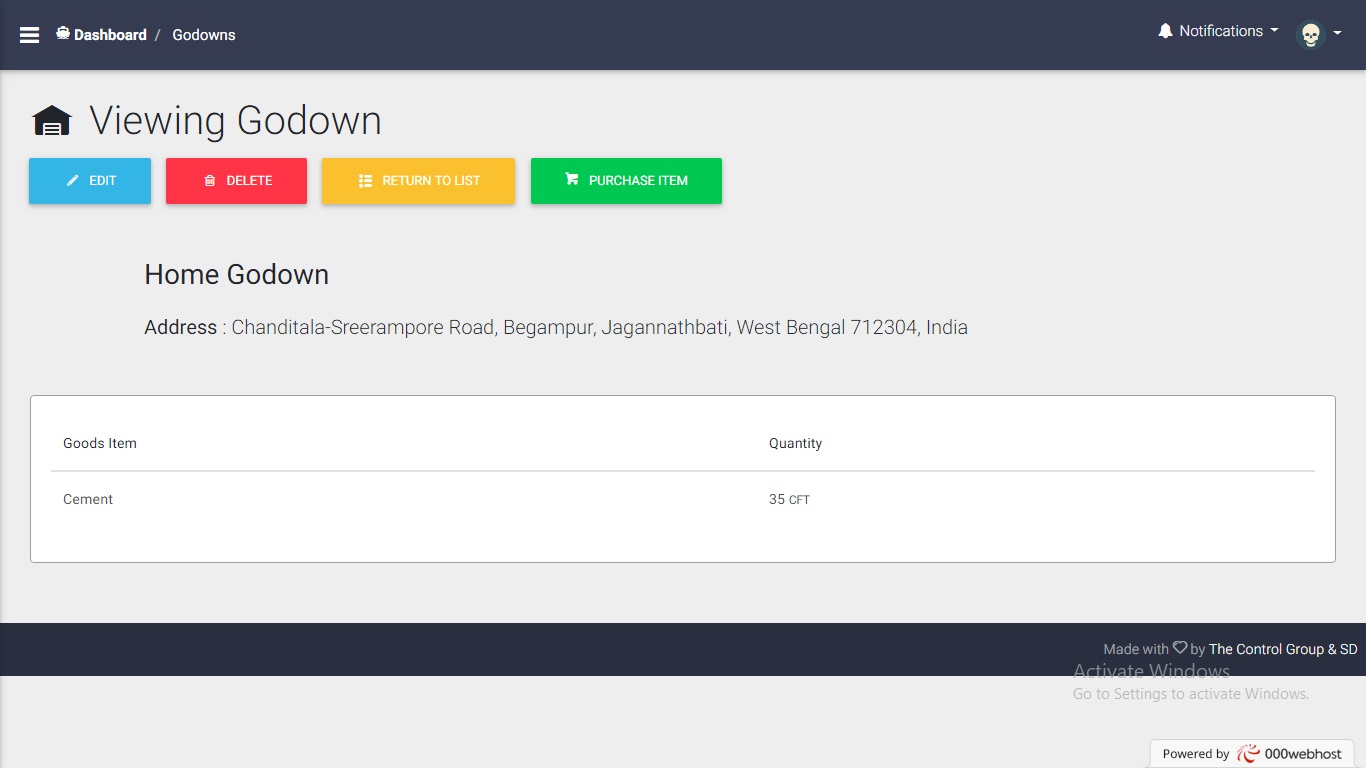 Dashboard / Godowns
Notifications
Viewing Godown
EDIT
DELETE
RETURN TO LIST
PURCHASE ITEM
Home Godown
Address : Chanditala-Sreerampore Road, Begampur, Jagannathbati, West Bengal 712304, India
Goods Item Quantity
Cement 35 CFT
Made with by The Control Group & SD
Activate Windows
Go to Settings to activate Windows.
Powered by 000webhost